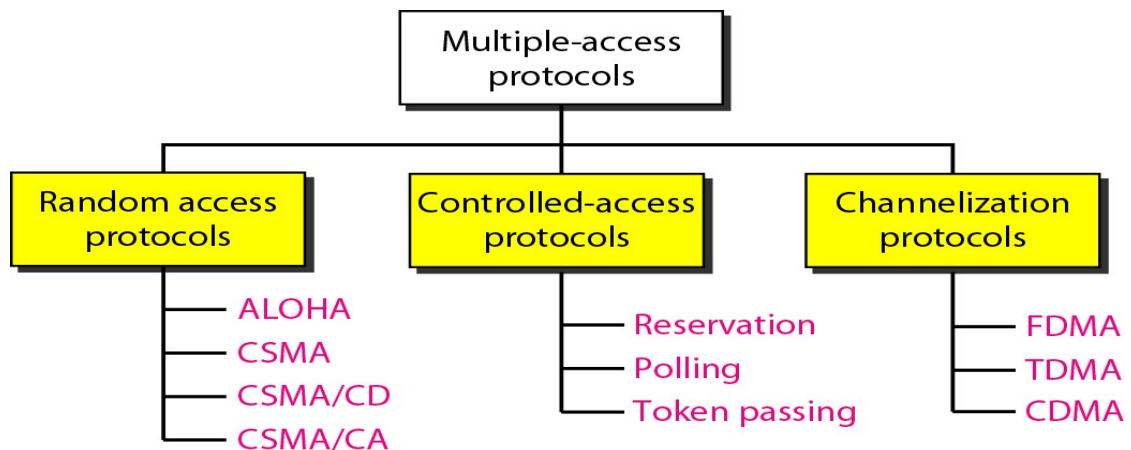 Multiple-access
protocols
Random access
protocols
Controlled-access
protocols
Channelization
protocols
ALOHA
CSMA
CSMA/CD
CSMA/CA
Reservation
Polling
Token passing
FDMA
TDMA
CDMA